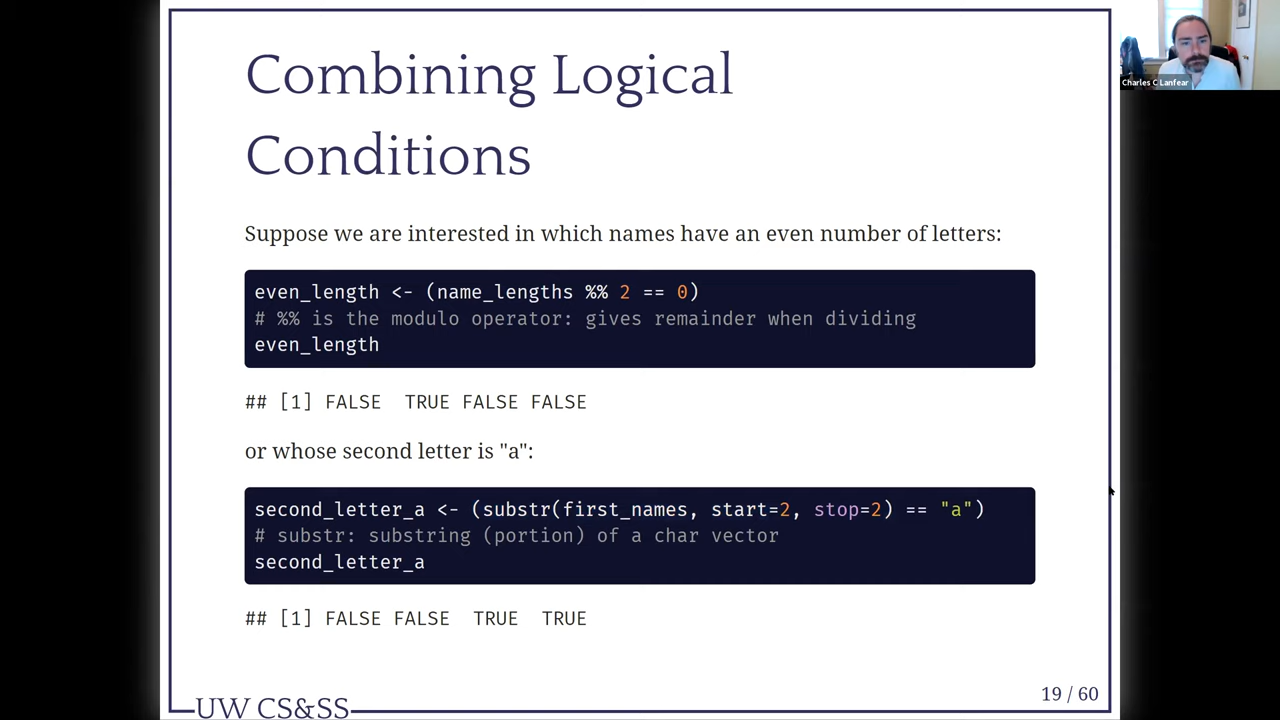 Combining Logical
Conditions
Charles C Lanfear
Suppose we are interested in which names have an even number of letters:
even_length <- (name_lengths %% 2 == 0)
# %% is the modulo operator: gives remainder when dividing
even_length
## [1] FALSE  TRUE FALSE FALSE
or whose second letter is "a":
second_letter_a <- (substr(first_names, start=2, stop=2) == "a")
# substr: substring (portion) of a char vector
second_letter_a
## [1] FALSE FALSE  TRUE  TRUE
UW CS&SS
19 / 60